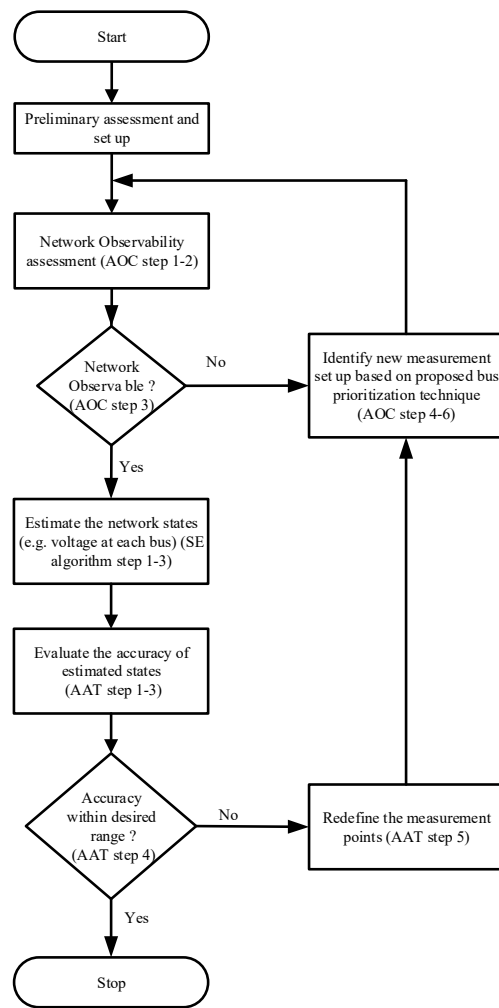 Start
Preliminary assessment and
set up
Network Observability
assessment (AOC step 1-2)
Network
Observa ble ?
(AOC step 3)
No
Identify new measurement
set up based on proposed bus
prioritization technique
(AOC step 4-6)
Yes
Estimate the network states
(e.g. voltage at each bus) (SE
algorithm step 1-3)
Evaluate the accuracy of
estimated states
(AAT step 1-3)
Accuracy
within desired
range ?
(AAT step 4)
No
Redefine the measurement
points (AAT step 5)
Yes
Stop